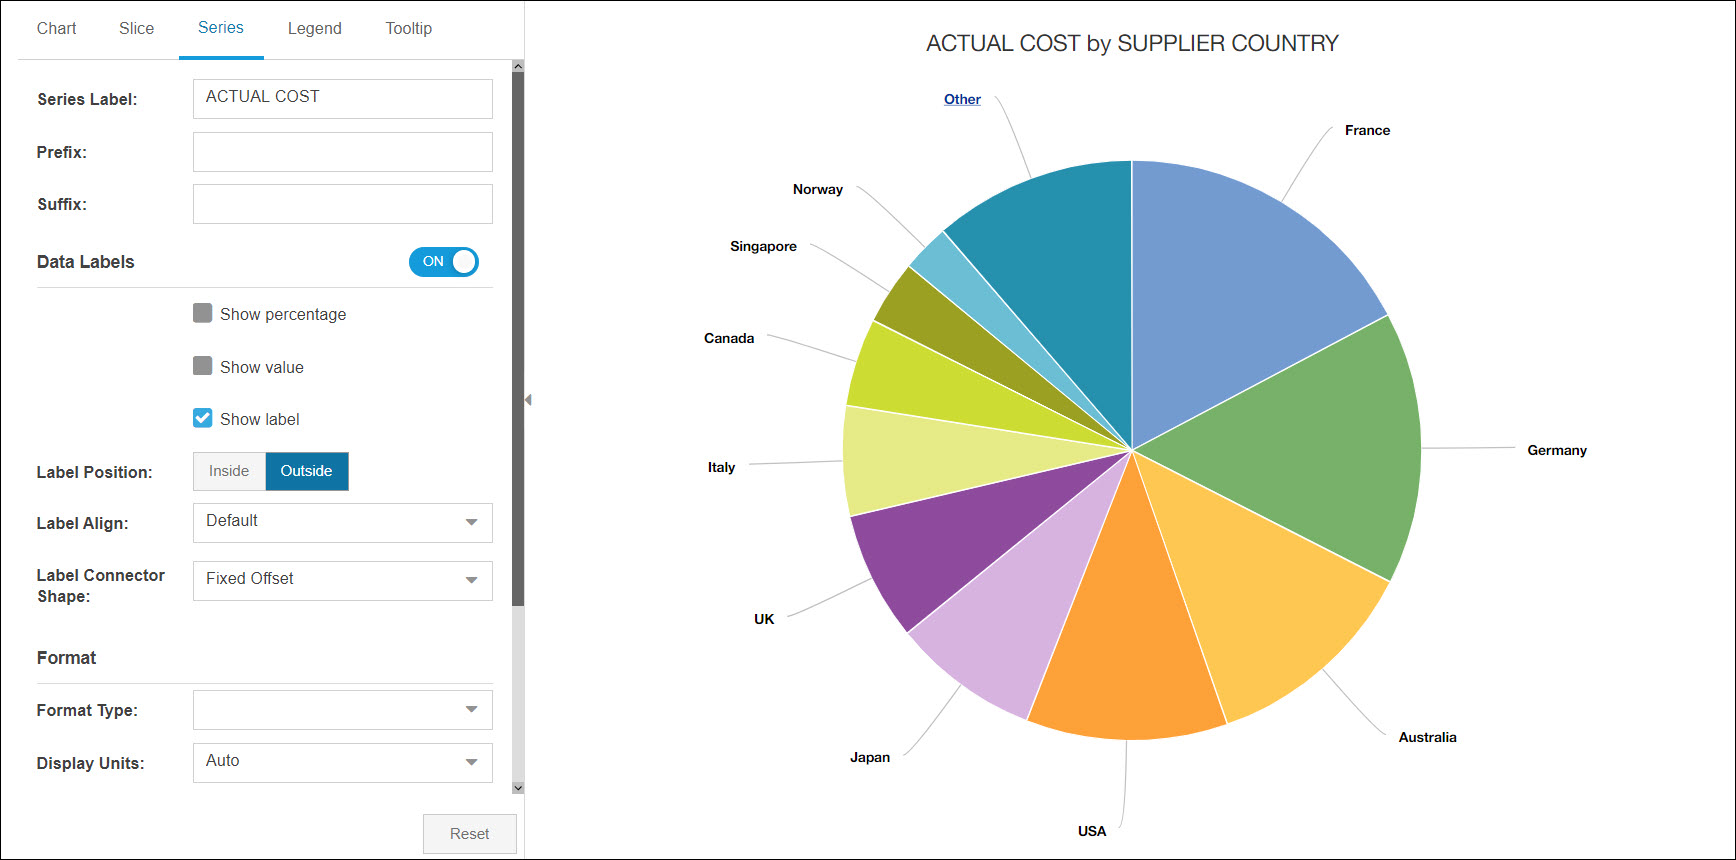 Chart Slice Series Legend Tooltip
Series Label: ACTUAL COST
Prefix:
Suffix:
Data Labels ON
Show percentage
Show value
Show label
Label Position: Inside Outside
Label Align: Default
Label Connector
Shape:
Fixed Offset
Format
Format Type:
Display Units: Auto
Reset
ACTUAL COST by SUPPLIER COUNTRY
Other
France
Norway
Singapore
Canada
Italy
Germany
UK
Australia
Japan
USA